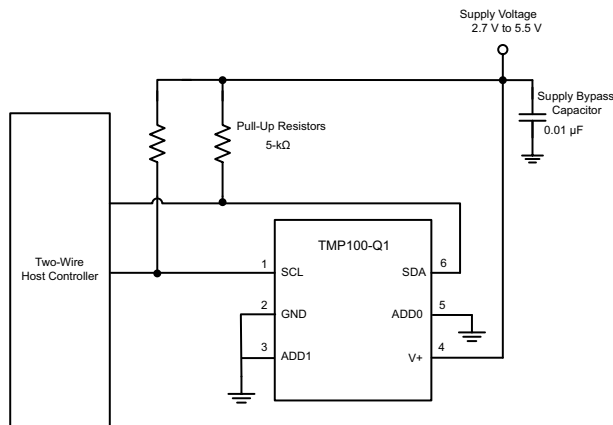 Supply Voltage
2.7 V to 5.5 V
Supply Bypass
Capacitor
0.01 µF
Pull-Up Resistors
5-kΩ
Two-Wire
Host Controller
TMP100-Q1
1
SCL
SDA
6
2
GND
ADD0
5
3
ADD1
V+
4